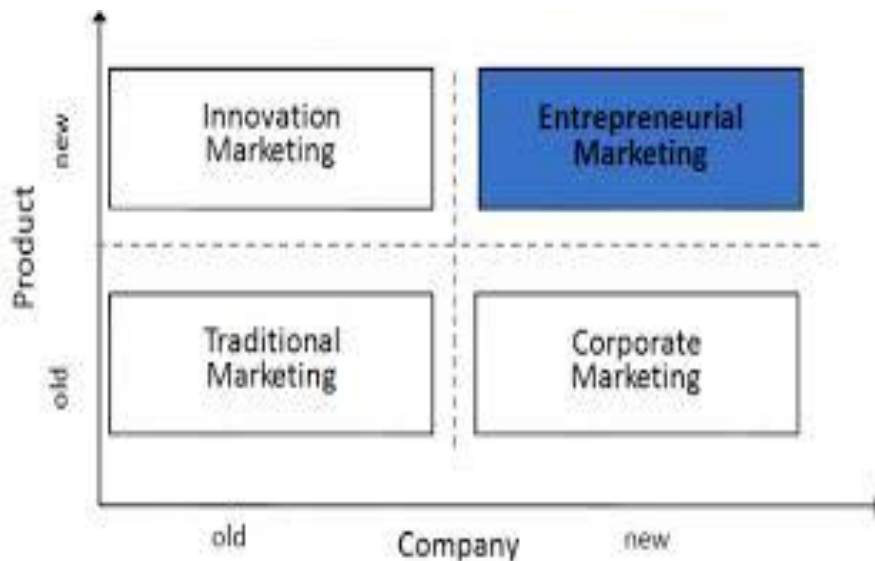 new
Product
old
Innovation
Marketing
Entrepreneurial
Marketing
Traditional
Marketing
Corporate
Marketing
old
Company
new